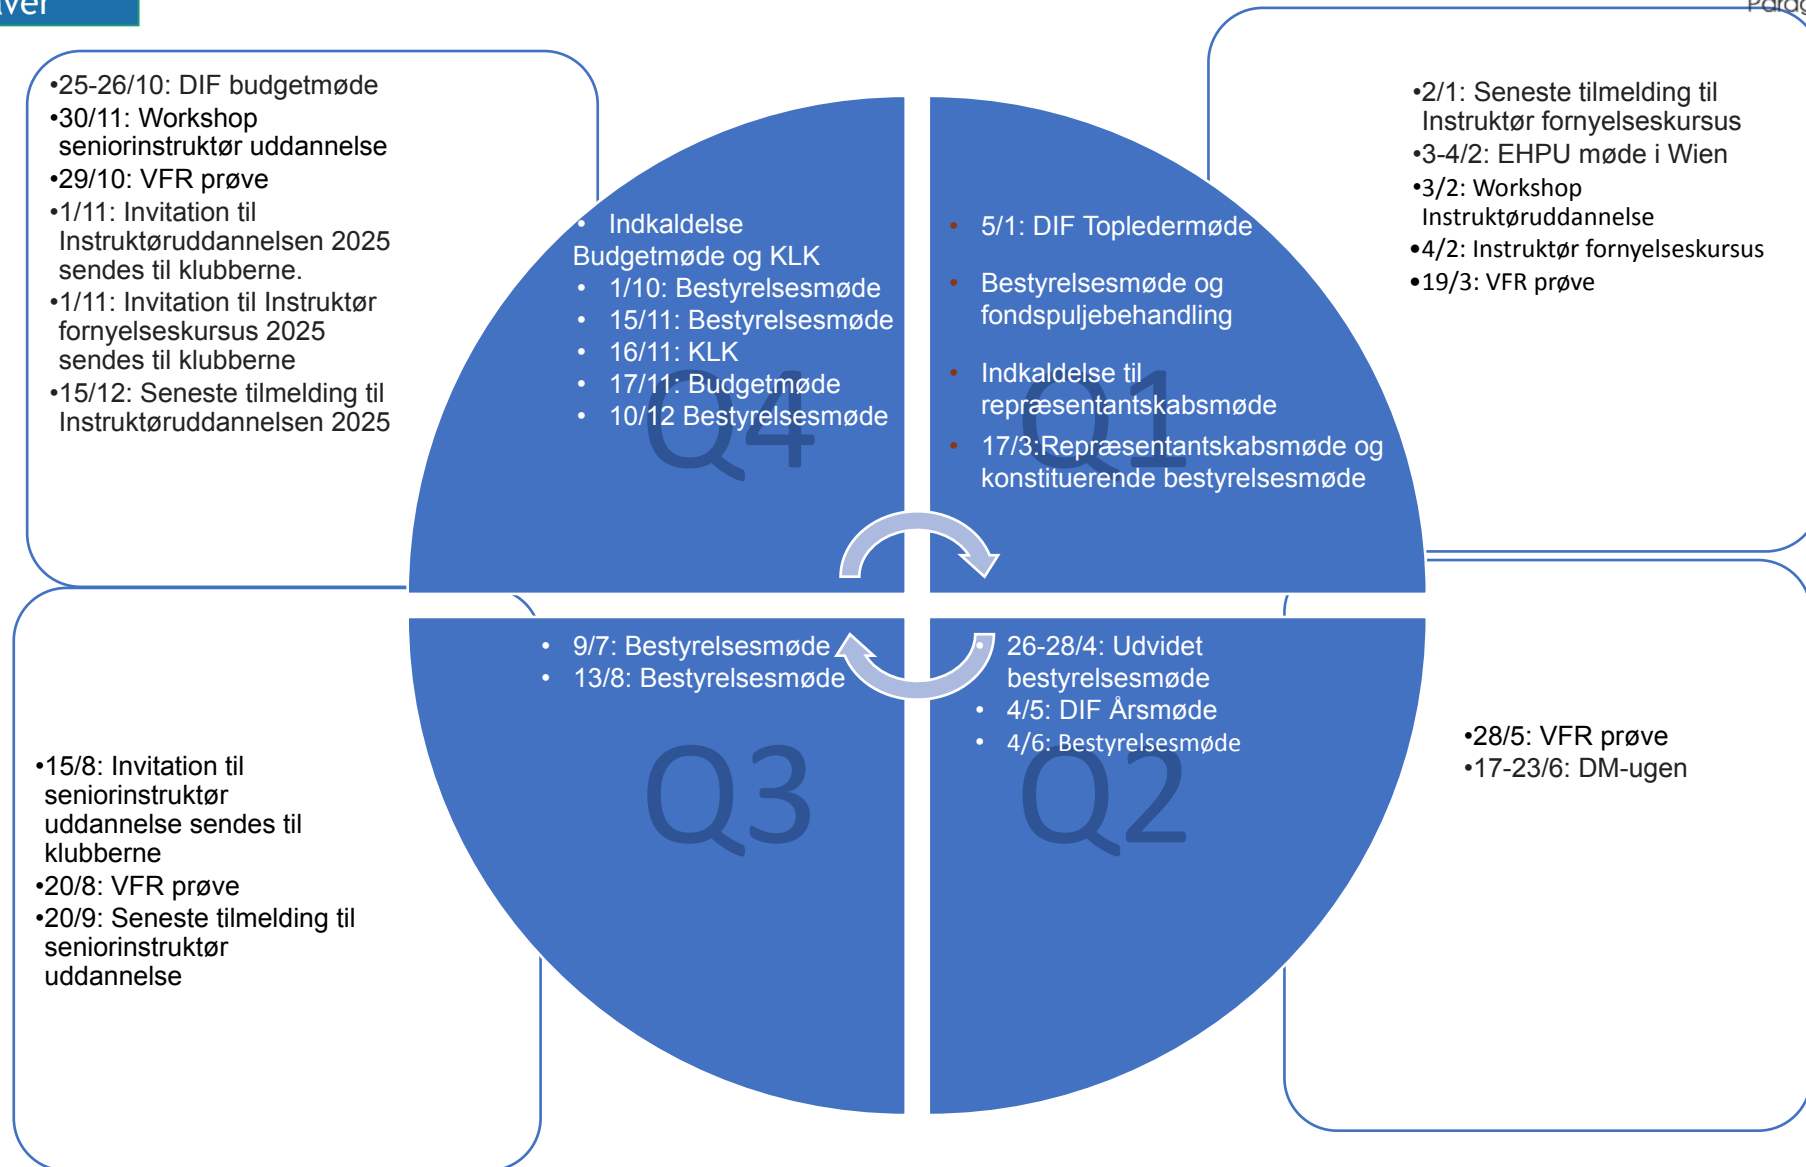 •25-26/10: DIF budgetmøde
•30/11: Workshop
seniorinstruktør uddannelse
•29/10: VFR prøve
•1/11: Invitation til
Instruktøruddannelsen 2025
sendes til klubberne.
•1/11: Invitation til Instruktør
fornyelseskursus 2025
sendes til klubberne
•15/12: Seneste tilmelding til
Instruktøruddannelsen 2025
• Indkaldelse
Budgetmøde og KLK
• 1/10: Bestyrelsesmøde
• 15/11: Bestyrelsesmøde
• 16/11: KLK
• 17/11: Budgetmøde
• 10/12 Bestyrelsesmøde
Q4
• 5/1: DIF Topledermøde
• Bestyrelsesmøde og
fondspuljebehandling
• Indkaldelse til
repræsentantskabsmøde
• 17/3:Repræsentantskabsmøde og
konstituerende bestyrelsesmøde
Q1
•2/1: Seneste tilmelding til
Instruktør fornyelseskursus
•3-4/2: EHPU møde i Wien
•3/2: Workshop
Instruktøruddannelse
•4/2: Instruktør fornyelseskursus
•19/3: VFR prøve
•15/8: Invitation til
seniorinstruktør
uddannelse sendes til
klubberne
•20/8: VFR prøve
•20/9: Seneste tilmelding til
seniorinstruktør
uddannelse
• 9/7: Bestyrelsesmøde
• 13/8: Bestyrelsesmøde
Q3
• 26-28/4: Udvidet
bestyrelsesmøde
• 4/5: DIF Årsmøde
• 4/6: Bestyrelsesmøde
Q2
•28/5: VFR prøve
•17-23/6: DM-ugen